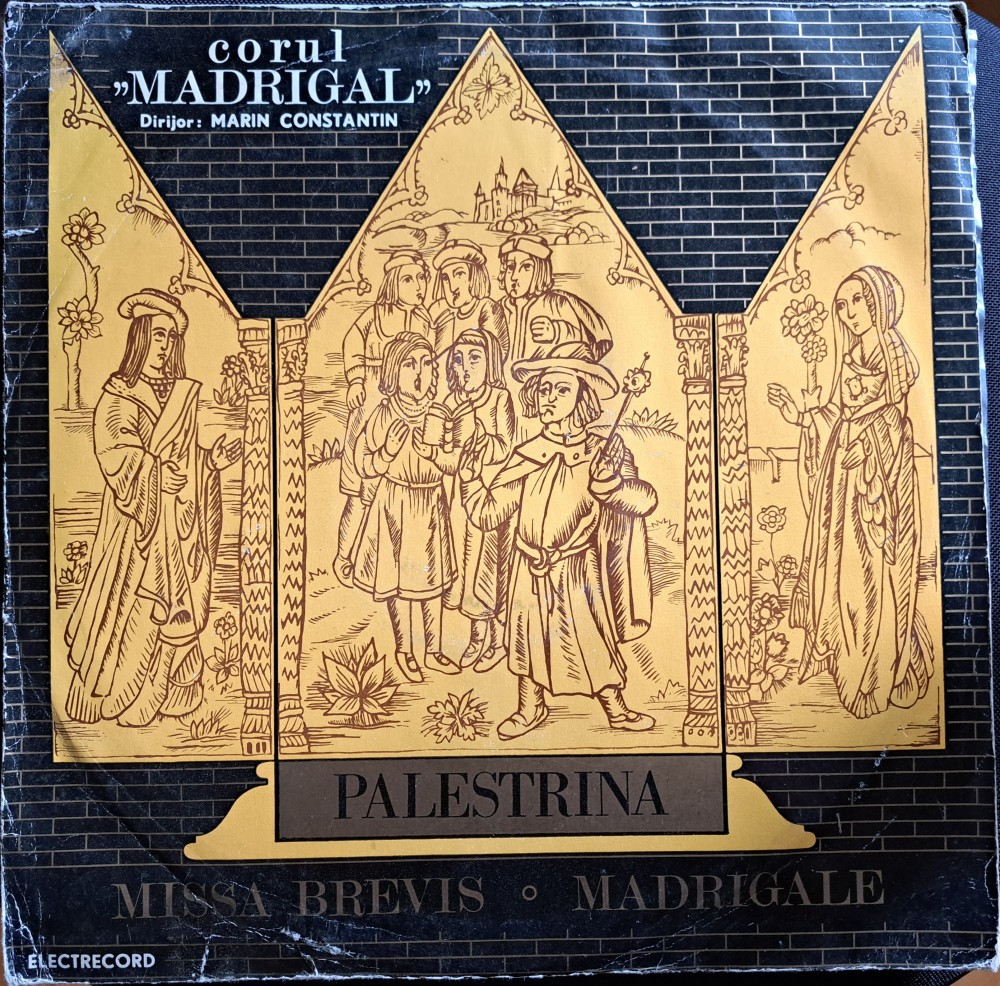 corul
„MADRIGAL”
Dirijor: MARIN CONSTANTIN
PALESTRINA
MISSA BREVIS ∘ MADRIGALE
ELECTRECORD